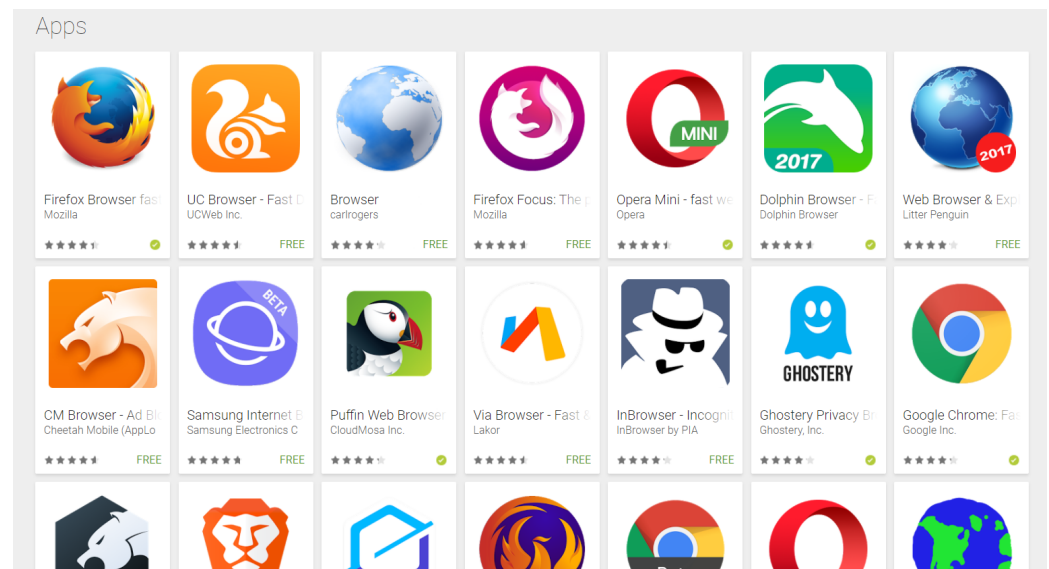 Apps
MINI
2017
2017
Firefox Browser fas
Mozilla
UC Browser - Fast D
UCWeb Inc.
FREE
Browser
carlrogers
FREE
Firefox Focus: The p
Mozilla
FREE
Opera Mini - fast we
Opera
Dolphin Browser - F
Dolphin Browser
Web Browser & Exp
Litter Penguin
FREE
BETA
GHOSTERY
CM Browser - Ad Bl
Cheetah Mobile (AppLo
FREE
Samsung Internet B
Samsung Electronics C
FREE
Puffin Web Browser
CloudMosa Inc.
Via Browser - Fast &
Lakor
FREE
InBrowser - Incogni
InBrowser by PIA
FREE
Ghostery Privacy Br
Ghostery, Inc.
Google Chrome: Fas
Google Inc.